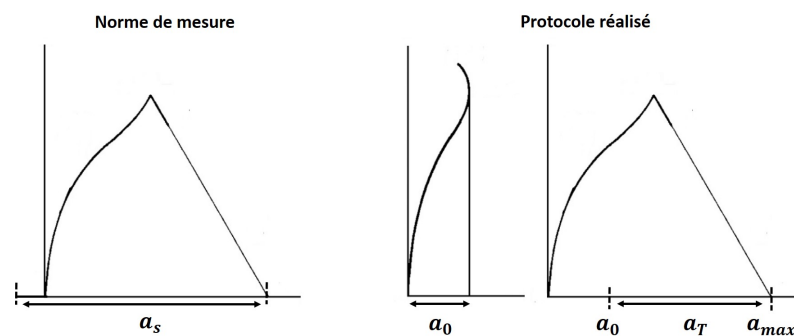 Norme de mesure
Protocole réalisé
a_s
a_0
a_0
a_T
a_max